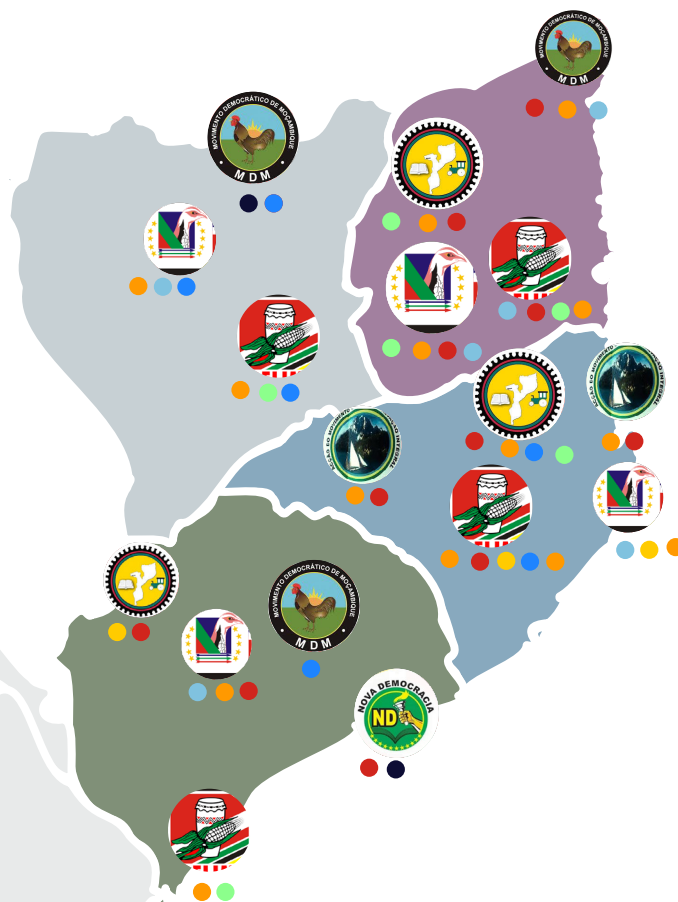 MOVIMENTO DEMOCRÁTICO DE MOÇAMBIQUE
MDM
MOVIMENTO DEMOCRÁTICO DE MOÇAMBIQUE
MDM
MOVIMENTO DEMOCRÁTICO DE MOÇAMBIQUE
MDM
NOVA DEMOCRACIA
ND